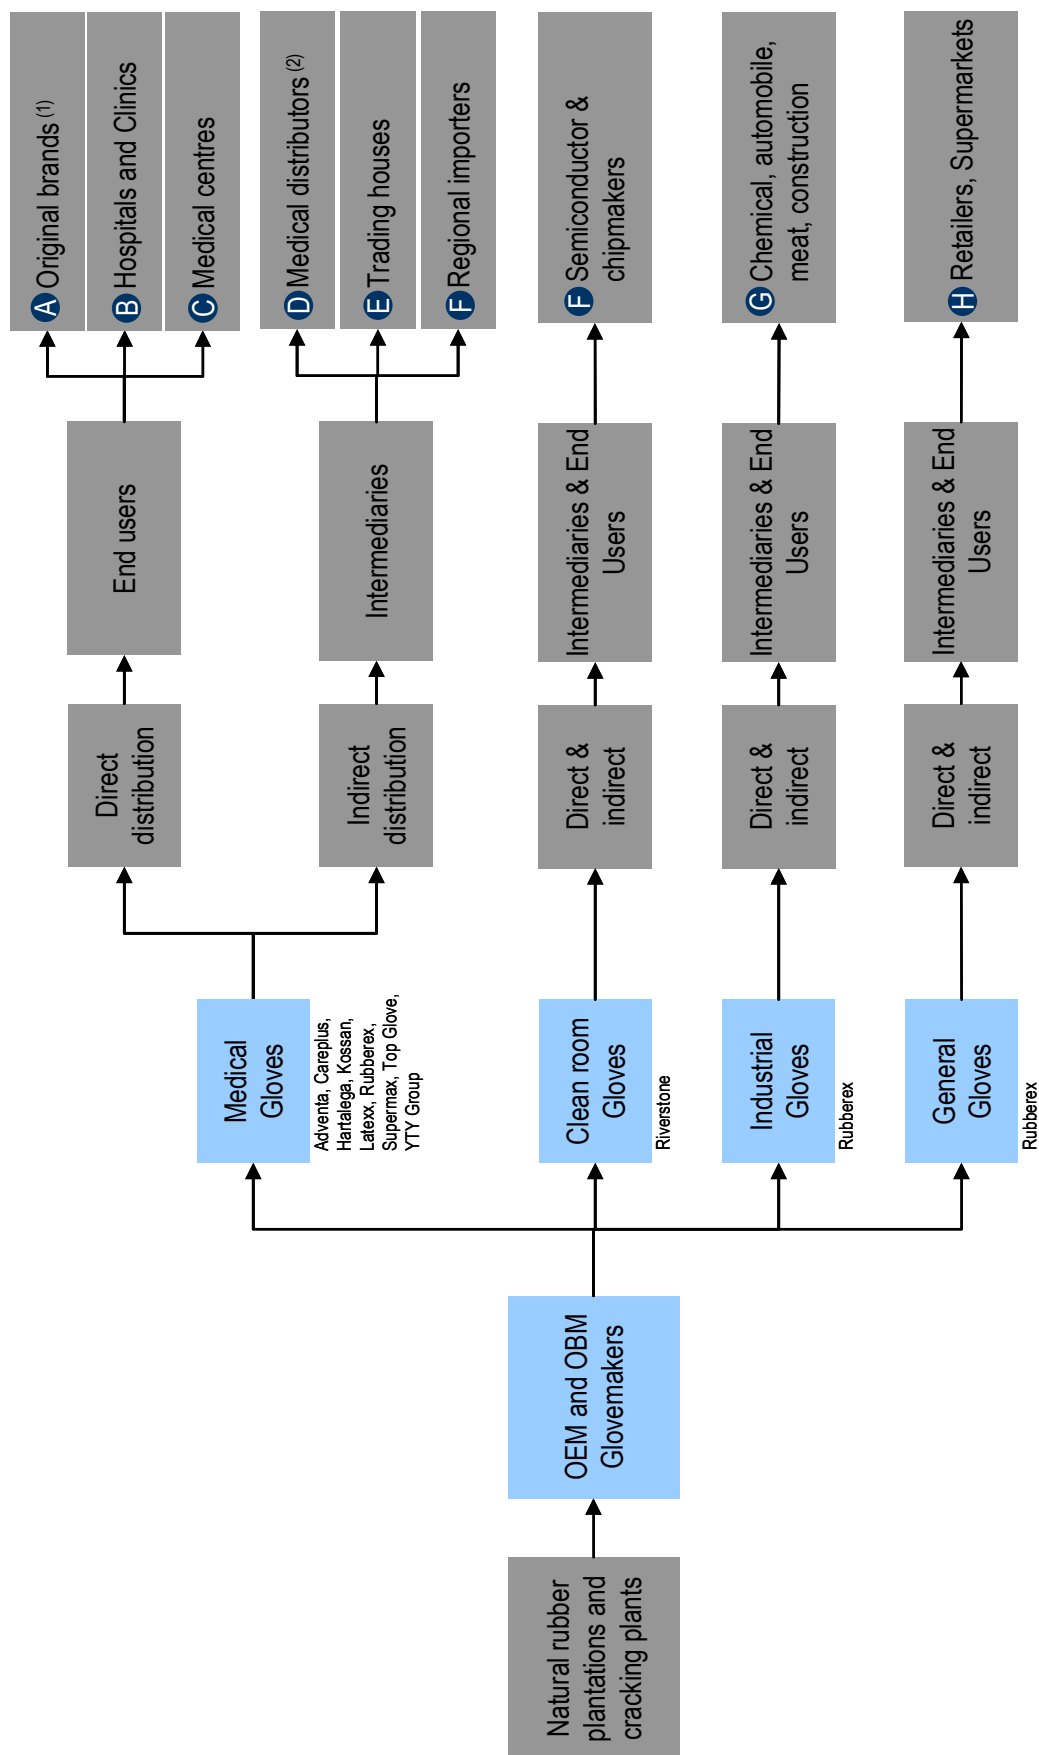 Natural rubber
plantations and
cracking plants
OEM and OBM
Glovemakers
Medical
Gloves
Adventa, Careplus,
Hartalega, Kossan,
Latexx, Rubberex,
Supermax, Top Glove,
YTY Group
Direct
distribution
End users
A Original brands (1)
B Hospitals and Clinics
C Medical centres
Indirect
distribution
Intermediaries
D Medical distributors (2)
E Trading houses
F Regional importers
Clean room
Gloves
Riverstone
Direct &
indirect
Intermediaries & End
Users
F Semiconductor &
chipmakers
Industrial
Gloves
Rubberex
Direct &
indirect
Intermediaries & End
Users
G Chemical, automobile,
meat, construction
General
Gloves
Rubberex
Direct &
indirect
Intermediaries & End
Users
H Retailers, Supermarkets